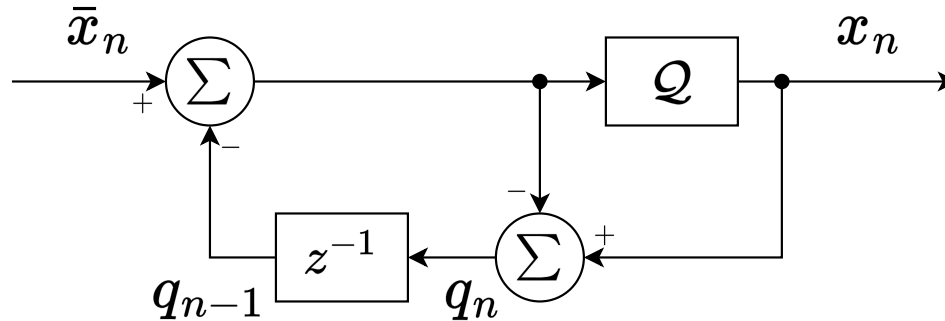 x̄ₙ xₙ
∑ 𝒬
+
−
− +
z⁻¹ ∑
qₙ₋₁ qₙ